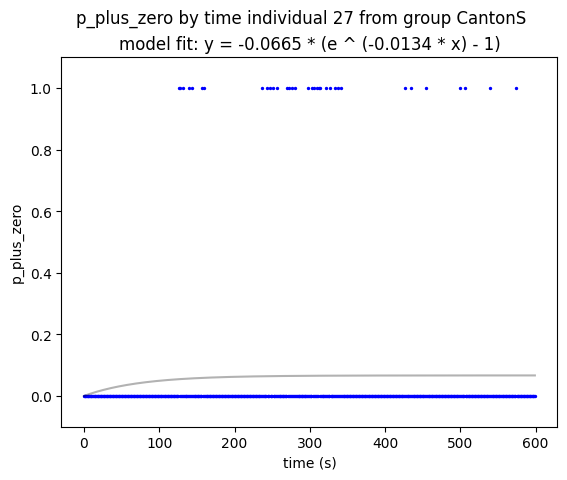 p_plus_zero by time individual 27 from group CantonS
model fit: y = -0.0665 * (e ^ (-0.0134 * x) - 1)
1.0
0.8
0.6
0.4
0.2
0.0
p_plus_zero
0 100 200 300 400 500 600
time (s)